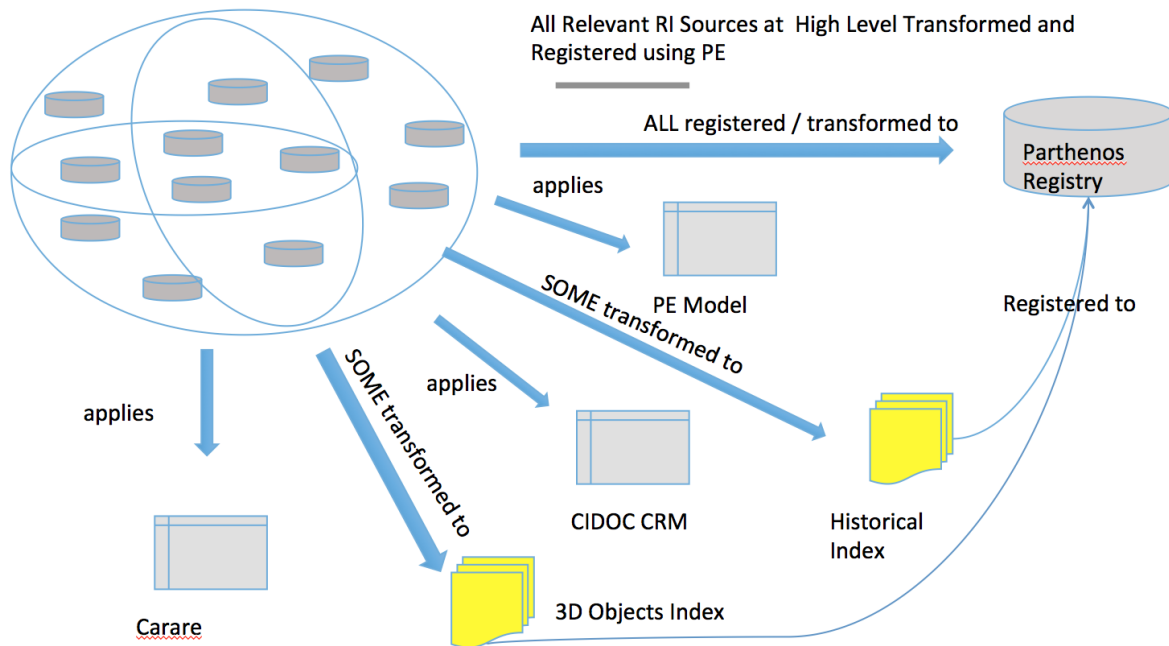 All Relevant RI Sources at  High Level Transformed and
Registered using PE
ALL registered / transformed to
Parthenos
Registry
applies
PE Model
SOME transformed to
Registered to
applies
SOME transformed to
applies
CIDOC CRM
Historical
Index
3D Objects Index
Carare